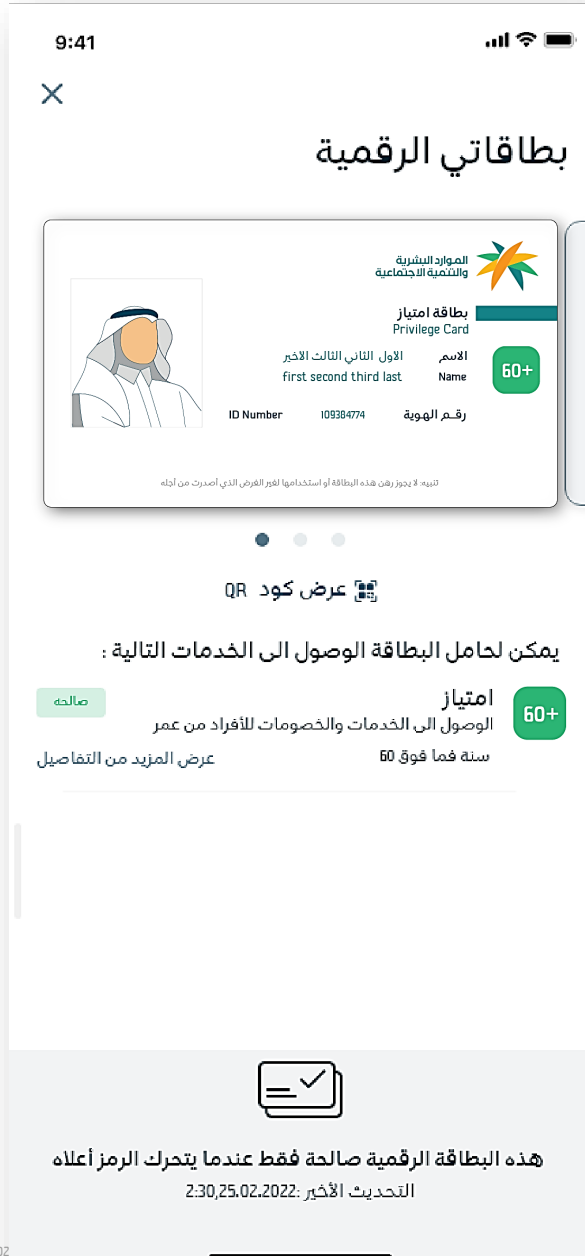 9:41
بطاقاتي الرقمية
الموارد البشرية
والتنمية الاجتماعية
بطاقة امتياز
Privilege Card
الاسم الاول الثاني الثالث الأخير
Name first second third last
60+
رقم الهوية 109384774 ID Number
تنبيه: لا يجوز رهن هذه البطاقة أو استخدامها لغير الغرض الذي أصدرت من أجله
عرض كود QR
يمكن لحامل البطاقة الوصول الى الخدمات التالية :
امتياز
صالحه
60+
الوصول الى الخدمات والخصومات للأفراد من عمر
سنة فما فوق 60
عرض المزيد من التفاصيل
هذه البطاقة الرقمية صالحة فقط عندما يتحرك الرمز أعلاه
التحديث الأخير :2:30,25.02.2022